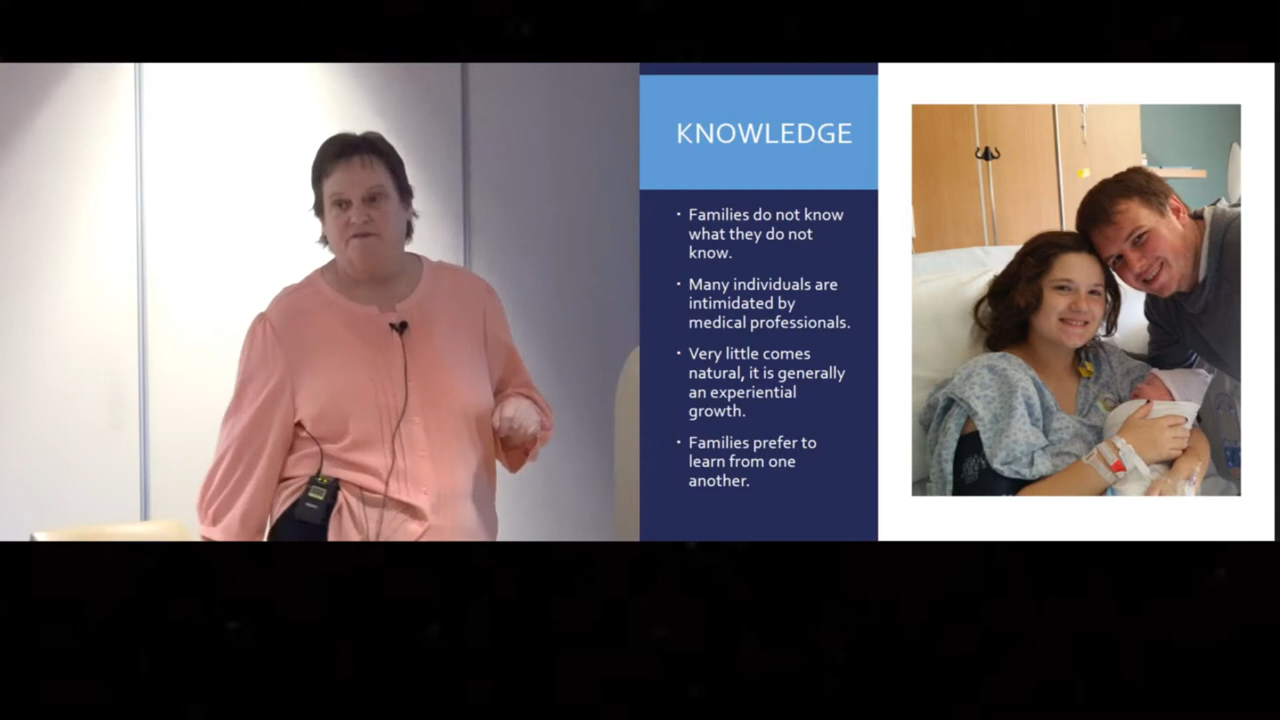 KNOWLEDGE
• Families do not know
what they do not
know.
• Many individuals are
intimidated by
medical professionals.
• Very little comes
natural, it is generally
an experiential
growth.
• Families prefer to
learn from one
another.